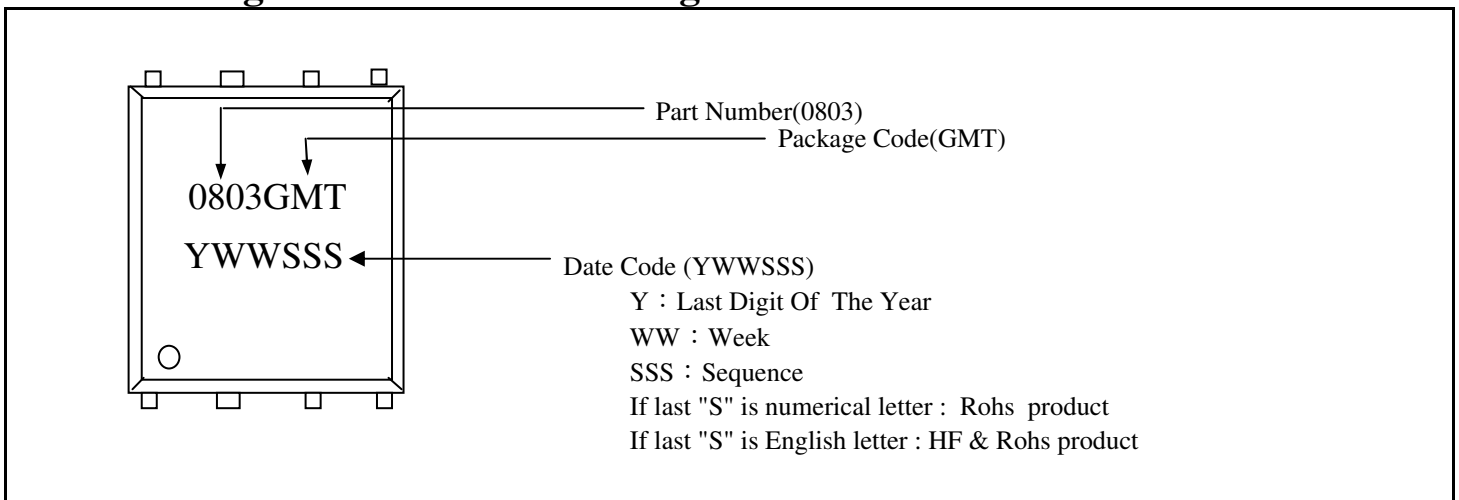 Part Number(0803)
Package Code(GMT)
0803GMT
YWWSSS
Date Code (YWWSSS)
Y：Last Digit Of The Year
WW：Week
SSS：Sequence
If last "S" is numerical letter : Rohs product
If last "S" is English letter : HF & Rohs product